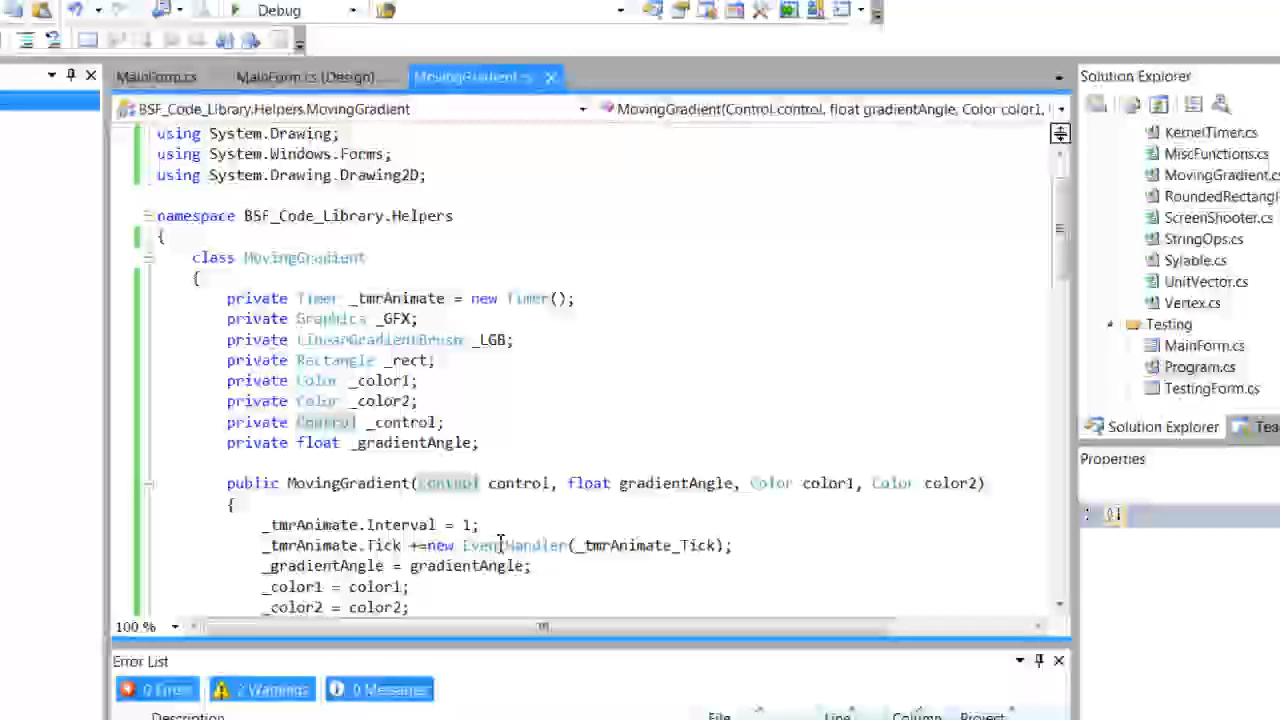 Debug
MainForm.cs
MainForm.cs [Design]
MovingGradient.cs
Solution Explorer
BSF_Code_Library.Helpers.MovingGradient
MovingGradient(Control control, float gradientAngle, Color color1,
using System.Drawing;
using System.Windows.Forms;
using System.Drawing.Drawing2D;
namespace BSF_Code_Library.Helpers
{
class MovingGradient
{
private Timer _tmrAnimate = new Timer();
private Graphics _GFX;
private LinearGradientBrush _LGB;
private Rectangle _rect;
private Color _color1;
private Color _color2;
private Control _control;
private float _gradientAngle;
public MovingGradient(Control control, float gradientAngle, Color color1, Color color2)
{
_tmrAnimate.Interval = 1;
_tmrAnimate.Tick +=new EventHandler(_tmrAnimate_Tick);
_gradientAngle = gradientAngle;
_color1 = color1;
_color2 = color2;
100 %
KernelTimer.cs
MiscFunctions.cs
MovingGradient.cs
RoundedRectangl
ScreenShooter.cs
StringOps.cs
Sylable.cs
UnitVector.cs
Vertex.cs
Testing
MainForm.cs
Program.cs
TestingForm.cs
Solution Explorer
Tea
Properties
Error List
0 Errors
2 Warnings
0 Messages
Description
File
Line
Column
Project